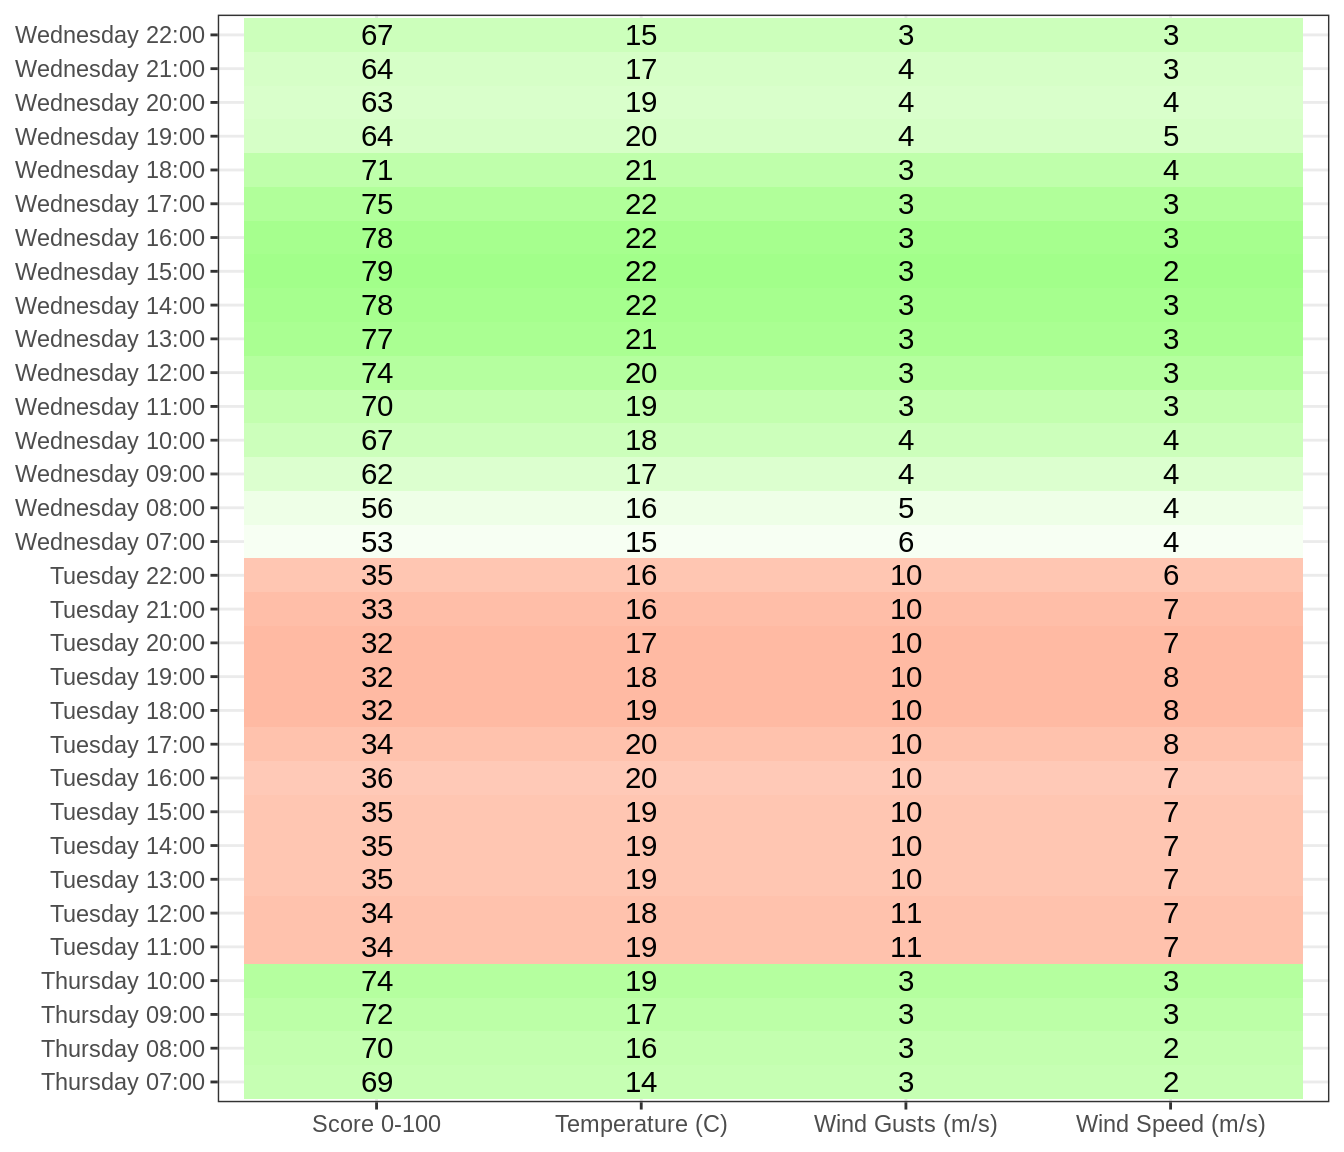 Wednesday 22:00 67 15 3 3
Wednesday 21:00 64 17 4 3
Wednesday 20:00 63 19 4 4
Wednesday 19:00 64 20 4 5
Wednesday 18:00 71 21 3 4
Wednesday 17:00 75 22 3 3
Wednesday 16:00 78 22 3 3
Wednesday 15:00 79 22 3 2
Wednesday 14:00 78 22 3 3
Wednesday 13:00 77 21 3 3
Wednesday 12:00 74 20 3 3
Wednesday 11:00 70 19 3 3
Wednesday 10:00 67 18 4 4
Wednesday 09:00 62 17 4 4
Wednesday 08:00 56 16 5 4
Wednesday 07:00 53 15 6 4
Tuesday 22:00 35 16 10 6
Tuesday 21:00 33 16 10 7
Tuesday 20:00 32 17 10 7
Tuesday 19:00 32 18 10 8
Tuesday 18:00 32 19 10 8
Tuesday 17:00 34 20 10 8
Tuesday 16:00 36 20 10 7
Tuesday 15:00 35 19 10 7
Tuesday 14:00 35 19 10 7
Tuesday 13:00 35 19 10 7
Tuesday 12:00 34 18 11 7
Tuesday 11:00 34 19 11 7
Thursday 10:00 74 19 3 3
Thursday 09:00 72 17 3 3
Thursday 08:00 70 16 3 2
Thursday 07:00 69 14 3 2
Score 0-100 Temperature (C) Wind Gusts (m/s) Wind Speed (m/s)